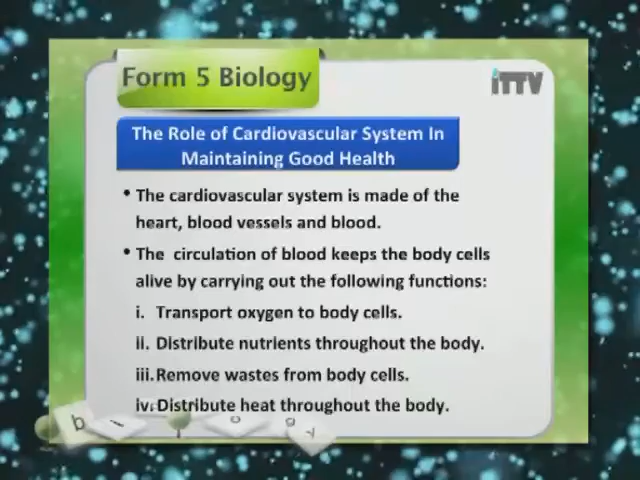 Form 5 Biology
iTTV
The Role of Cardiovascular System In
Maintaining Good Health
• The cardiovascular system is made of the
heart, blood vessels and blood.
• The circulation of blood keeps the body cells
alive by carrying out the following functions:
i. Transport oxygen to body cells.
ii. Distribute nutrients throughout the body.
iii. Remove wastes from body cells.
iv. Distribute heat throughout the body.
b